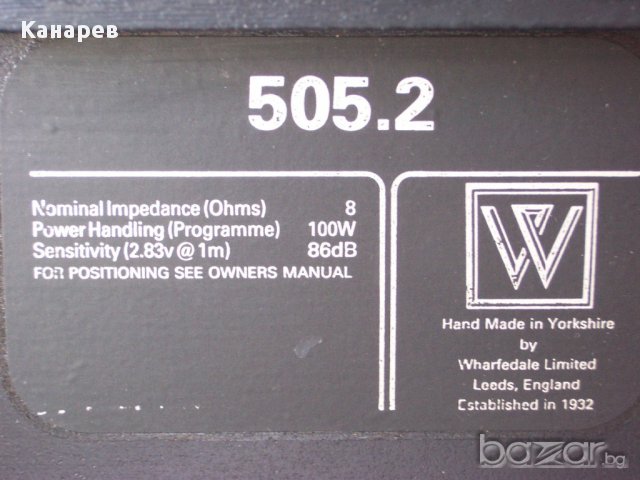 Канарев
505.2
Nominal Impedance (Ohms) 8
Power Handling (Programme) 100W
Sensitivity (2.83v @ 1m) 86dB
FOR POSITIONING SEE OWNERS MANUAL
W
Hand Made in Yorkshire
by
Wharfedale Limited
Leeds, England
Established in 1932
bazar.bg